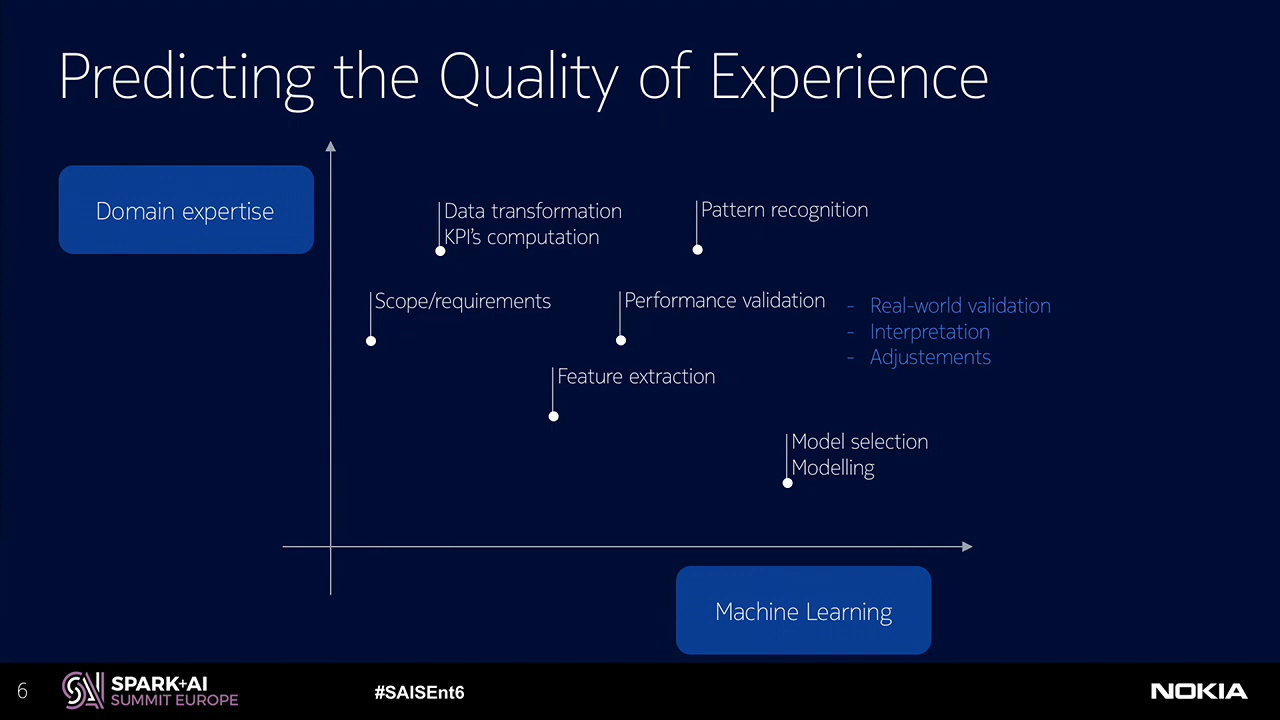 Predicting the Quality of Experience
Domain expertise
Data transformation
KPI's computation
Pattern recognition
Scope/requirements
Performance validation
- Real-world validation
- Interpretation
- Adjustements
Feature extraction
Model selection
Modelling
Machine Learning
6
SAI
SPARK+AI
SUMMIT EUROPE
#SAISEnt6
NOKIA